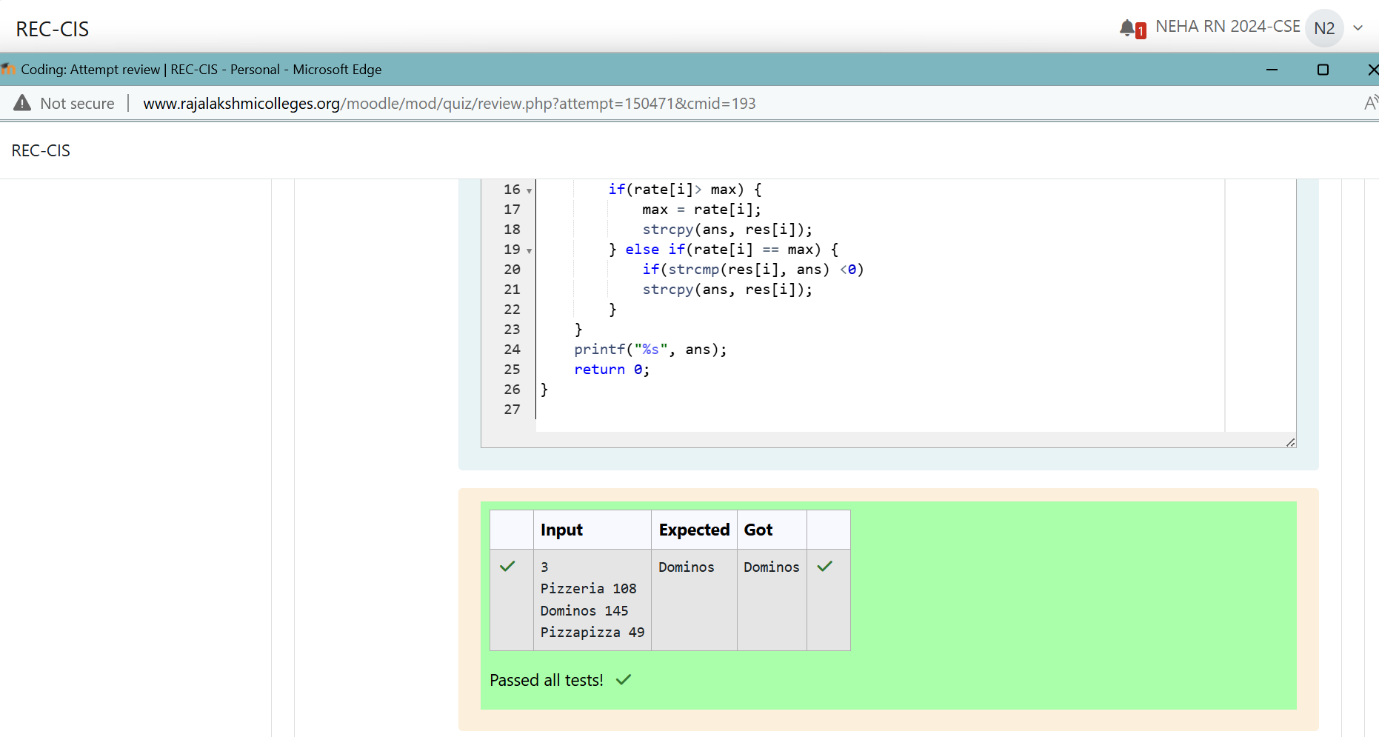 REC-CIS
1 NEHA RN 2024-CSE N2
Coding: Attempt review | REC-CIS - Personal - Microsoft Edge
Not secure | www.rajalakshmicolleges.org/moodle/mod/quiz/review.php?attempt=150471&cmid=193
REC-CIS
16 if(rate[i]> max) {
17 max = rate[i];
18 strcpy(ans, res[i]);
19 } else if(rate[i] == max) {
20 if(strcmp(res[i], ans) <0)
21 strcpy(ans, res[i]);
22 }
23 }
24 printf("%s", ans);
25 return 0;
26 }
27
Input Expected Got
3 Dominos Dominos
Pizzeria 108
Dominos 145
Pizzapizza 49
Passed all tests!